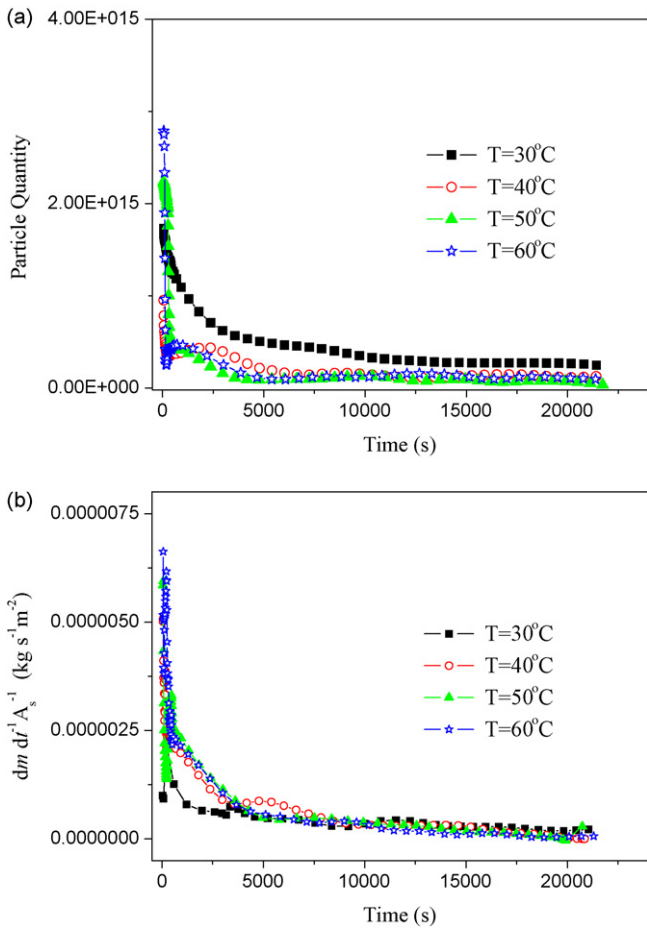 (a)
4.00E+015
2.00E+015
0.00E+000
Particle Quantity
T=30°C
T=40°C
T=50°C
T=60°C
0 5000 10000 15000 20000
Time (s)
(b)
0.0000075
0.0000050
0.0000025
0.0000000
dm dt⁻¹ Aₛ⁻¹ (kg s⁻¹ m⁻²)
T=30°C
T=40°C
T=50°C
T=60°C
0 5000 10000 15000 20000
Time (s)